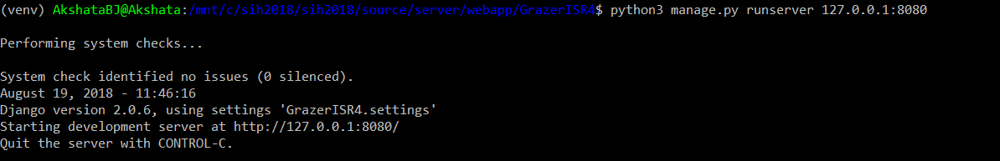 (venv) AkshataBJ@Akshata:/mnt/c/sih2018/sih2018/source/server/webapp/GrazerISR4$ python3 manage.py runserver 127.0.0.1:8080
Performing system checks...
System check identified no issues (0 silenced).
August 19, 2018 - 11:46:16
Django version 2.0.6, using settings 'GrazerISR4.settings'
Starting development server at http://127.0.0.1:8080/
Quit the server with CONTROL-C.